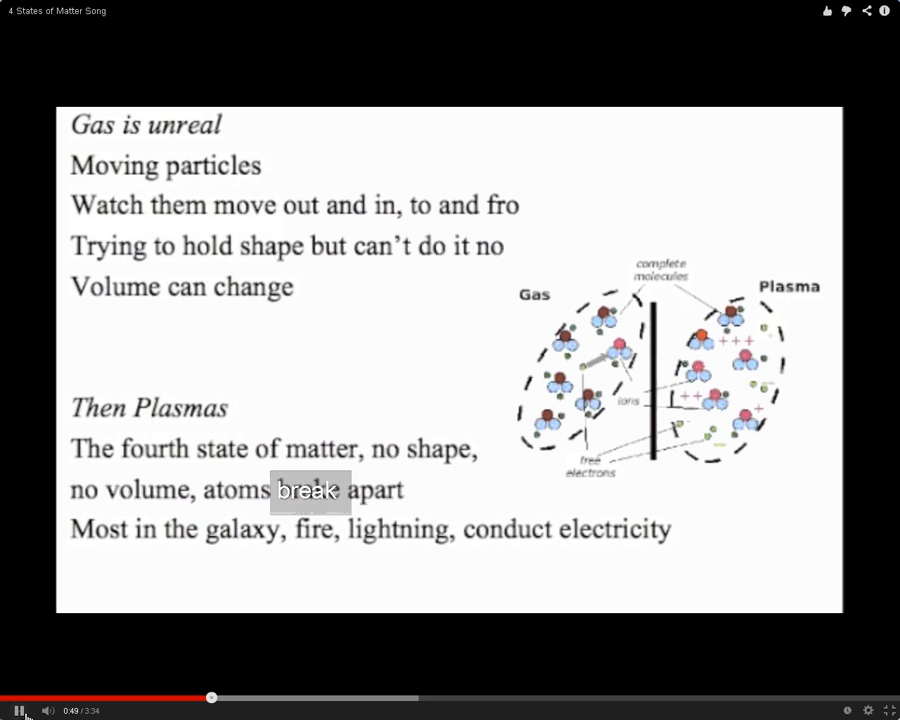 4 States of Matter Song
Gas is unreal
Moving particles
Watch them move out and in, to and fro
Trying to hold shape but can't do it no
Volume can change
complete
molecules
Gas
Plasma
+ + +
+ +
ions
+
free
electrons
Then Plasmas
The fourth state of matter, no shape,
no volume, atoms break apart
Most in the galaxy, fire, lightning, conduct electricity
0:49 / 3:34